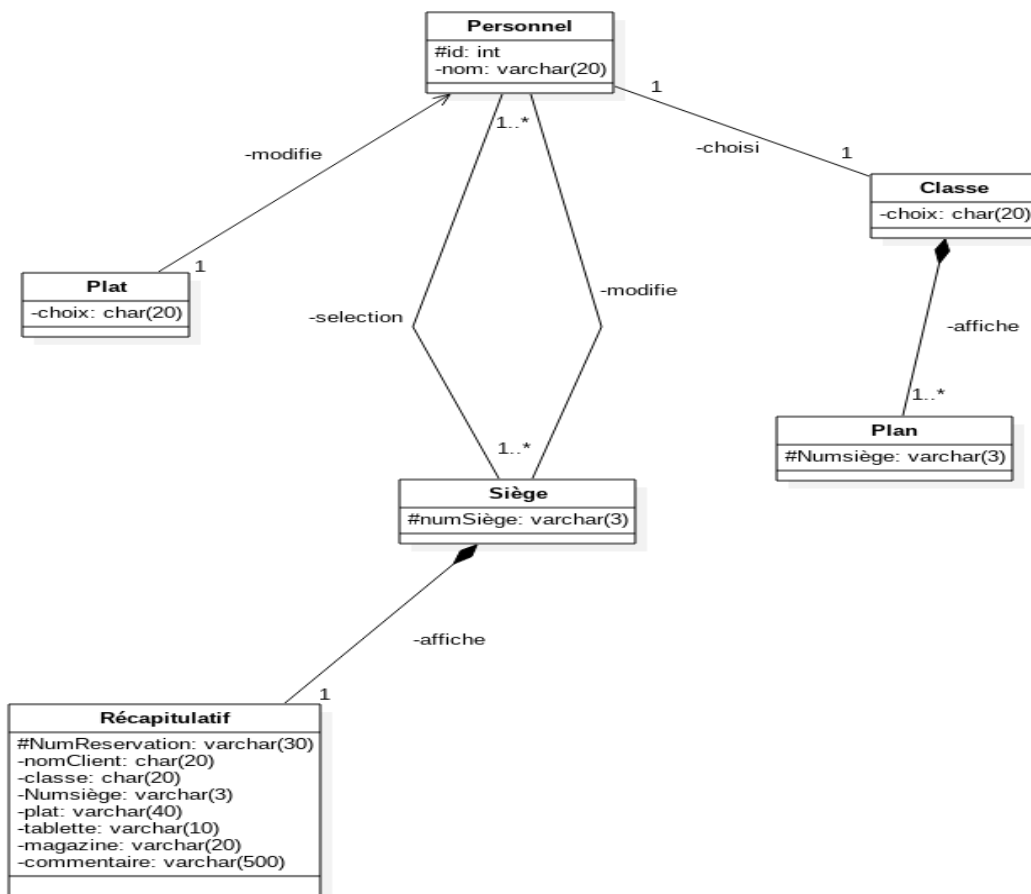 Personnel
#id: int
-nom: varchar(20)
1
1..*
-choisi
-modifie
1
Classe
-choix: char(20)
1
Plat
-choix: char(20)
-modifie
-selection
-affiche
1..*
Plan
#Numsiège: varchar(3)
1..*
Siège
#numSiège: varchar(3)
-affiche
1
Récapitulatif
#NumReservation: varchar(30)
-nomClient: char(20)
-classe: char(20)
-Numsiège: varchar(3)
-plat: varchar(40)
-tablette: varchar(10)
-magazine: varchar(20)
-commentaire: varchar(500)